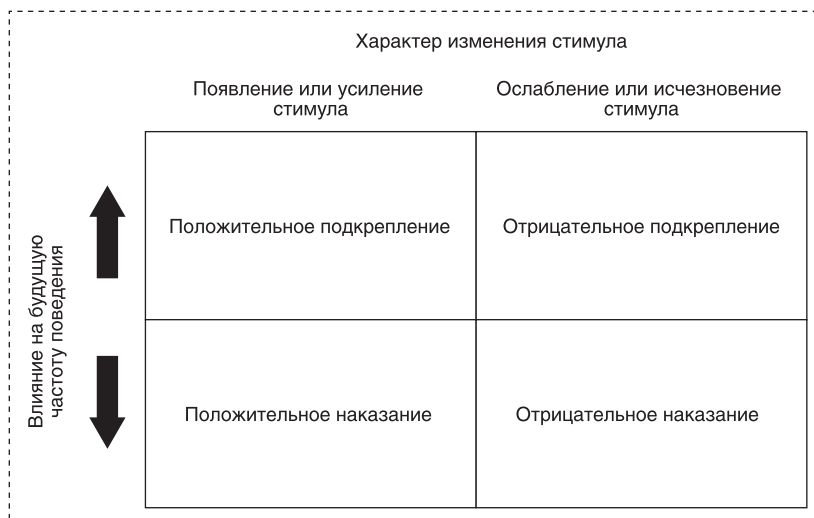 Характер изменения стимула
Появление или усиление
стимула
Ослабление или исчезновение
стимула
Влияние на будущую
частоту поведения
Положительное подкрепление
Отрицательное подкрепление
Положительное наказание
Отрицательное наказание